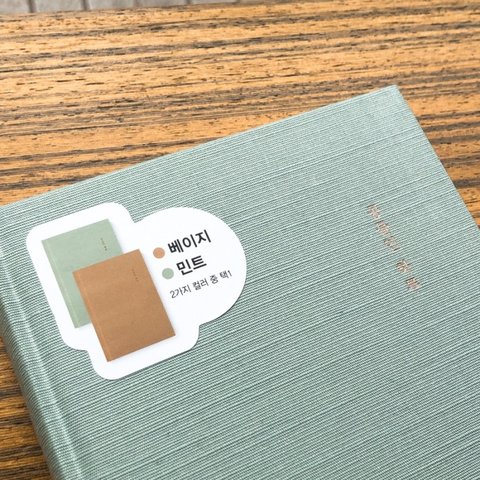 베이지
민트
2가지 컬러 중 택1